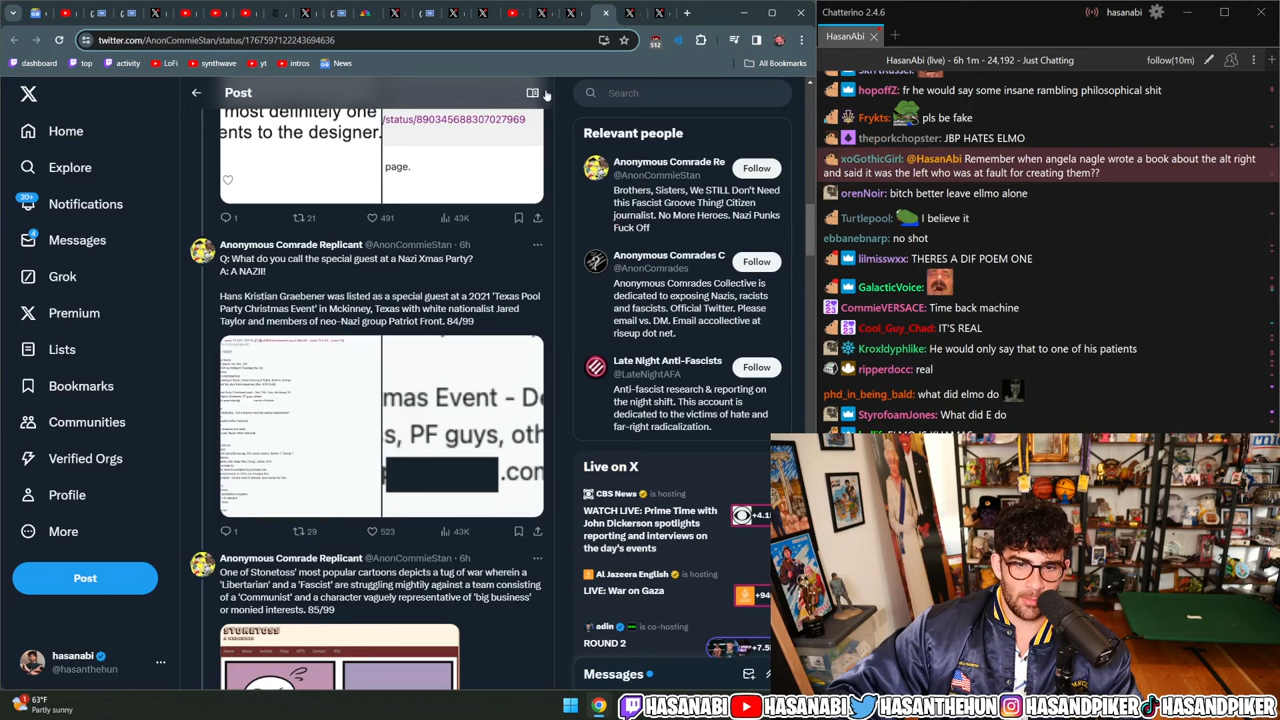 Chatterino 2.4.6
hasanabi
twitter.com/AnonCommieStan/status/1767597122243694636
512
HasanAbi
dashboard
top
activity
LoFi
synthwave
yt
intros
News
All Bookmarks
HasanAbi (live) - 6h 1m - 24,192 - Just Chatting
follow(10m)
Post
Search
Home
Explore
20+
Notifications
4
Messages
Grok
Premium
Lists
Bookmarks
Communities
Verified Orgs
Profile
More
Post
hasanabi
@hasanthehun
most definitely one
ents to the designer.
/status/890345688307027969
page.
1
21
491
43K
Anonymous Comrade Replicant @AnonCommieStan · 6h
Q: What do you call the special guest at a Nazi Xmas Party?
A: A NAZI!
Hans Kristian Graebener was listed as a special guest at a 2021 'Texas Pool
Party Christmas Event' in Mckinney, Texas with white nationalist Jared
Taylor and members of neo-Nazi group Patriot Front. 84/99
mas Event - D
s, PF guys, oth
1
29
523
43K
Anonymous Comrade Replicant @AnonCommieStan · 6h
One of Stonetoss' most popular cartoons depicts a tug of war wherein a
'Libertarian' and a 'Fascist' are struggling mightily against a team consisting
of a 'Communist' and a character vaguely representative of 'big business'
or monied interests. 85/99
STONETOSS
Relevant people
Anonymous Comrade Re
@AnonCommieStan
Follow
Brothers, Sisters, We STILL Don't Need
this Fascist Groove Thing! Citizen
journalist. No More Heroes. Nazi Punks
Fuck Off
Anonymous Comrades C
@AnonComrades
Follow
Anonymous Comrades Collective is
dedicated to exposing Nazis, racists
and fascists. Official Twitter. Private
email vs. DM. Email acollective at
riseup dot net.
Late Night Anti-Fascists
@LateNightAFA
Follow
Anti-fascist research and reporting on
the night shift. This account is
dedicated to the study of hate and
far-right extremism.
Live on X
CBS News is hosting
WATCH LIVE: Prime Time with
John Dickerson spotlights
reporting and interviews on
the day's events
Al Jazeera English is hosting
LIVE: War on Gaza
adin is co-hosting
ROUND 2
Messages
hopoffZ: fr he would say some insane rambling philosophical shit
Frykts: pls be fake
theporkchopster: JBP HATES ELMO
xoGothicGirl: @HasanAbi Remember when angela nagle wrote a book about the alt right
and said it was the left who was at fault for creating them??
orenNoir: bitch better leave ellmo alone
Turtlepool: I believe it
ebbanebnarp: no shot
lilmisswxx: THERES A DIF POEM ONE
GalacticVoice:
CommieVERSACE: Time back machine
Cool_Guy_Chad: IT'S REAL
Kroxldyphlike: you would say that to one of his
ripperdocc: real
phd_in_being_bald: what elmo do
StyrofoamJones: What did E do
63°F
Partly sunny
HASANABI
HASANABI
HASANTHEHUN
HASANDPIKER
HASANDPIKER